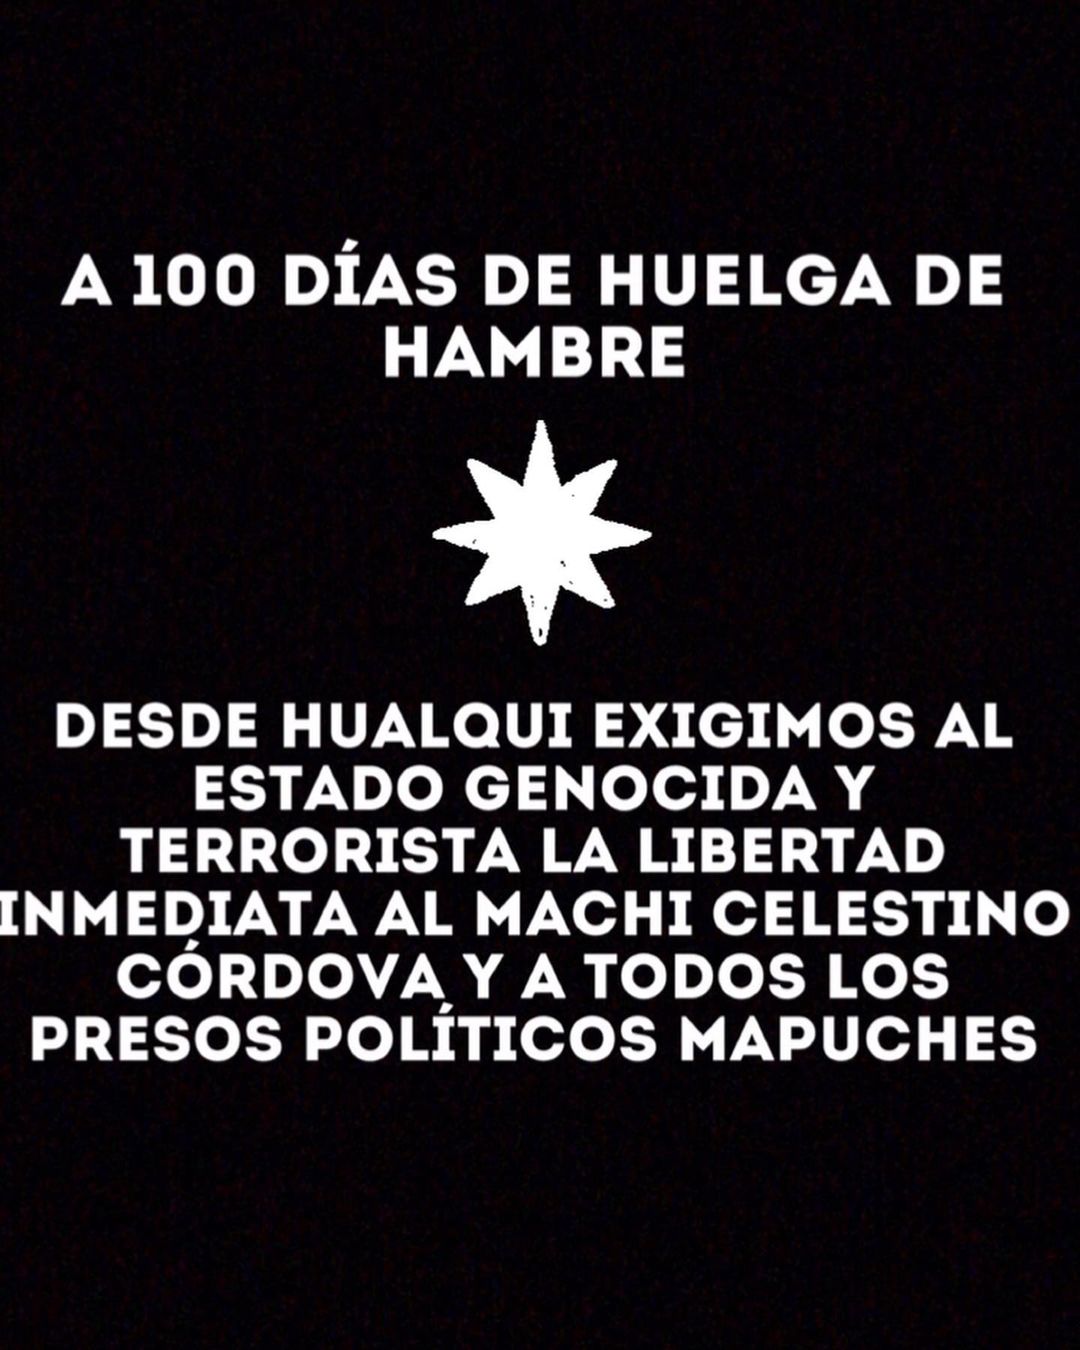 A 100 DÍAS DE HUELGA DE
HAMBRE
DESDE HUALQUI EXIGIMOS AL
ESTADO GENOCIDA Y
TERRORISTA LA LIBERTAD
INMEDIATA AL MACHI CELESTINO
CÓRDOVA Y A TODOS LOS
PRESOS POLÍTICOS MAPUCHES